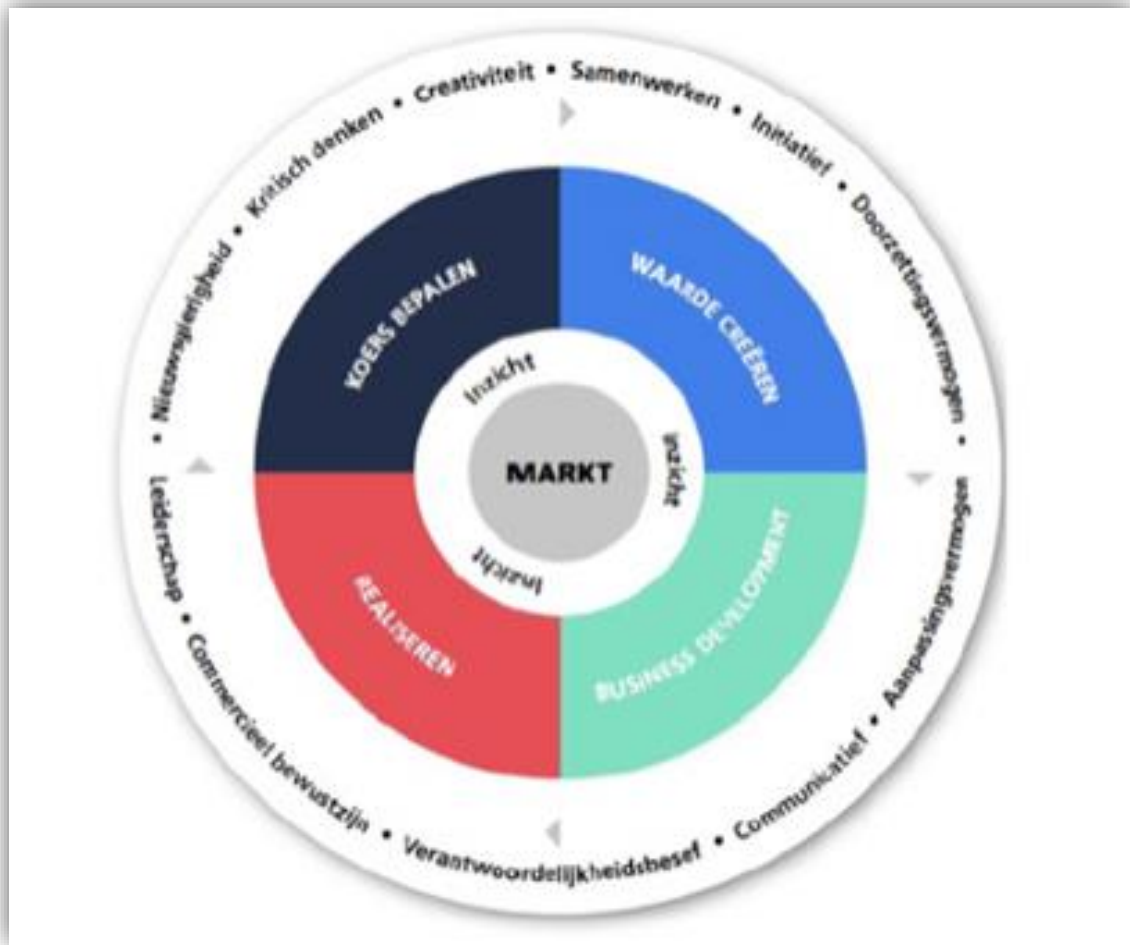 • Nieuwsgierigheid • Kritisch denken • Creativiteit • Samenwerken • Initiatief • Doorzettingsvermogen •
Aanpassingsvermogen • Communicatief • Verantwoordelijkheidsbesef • Commercieel bewustzijn • Leiderschap
KOERS BEPALEN
WAARDE CREËREN
BUSINESS DEVELOPMENT
REALISEREN
Inzicht
Inzicht
Inzicht
MARKT